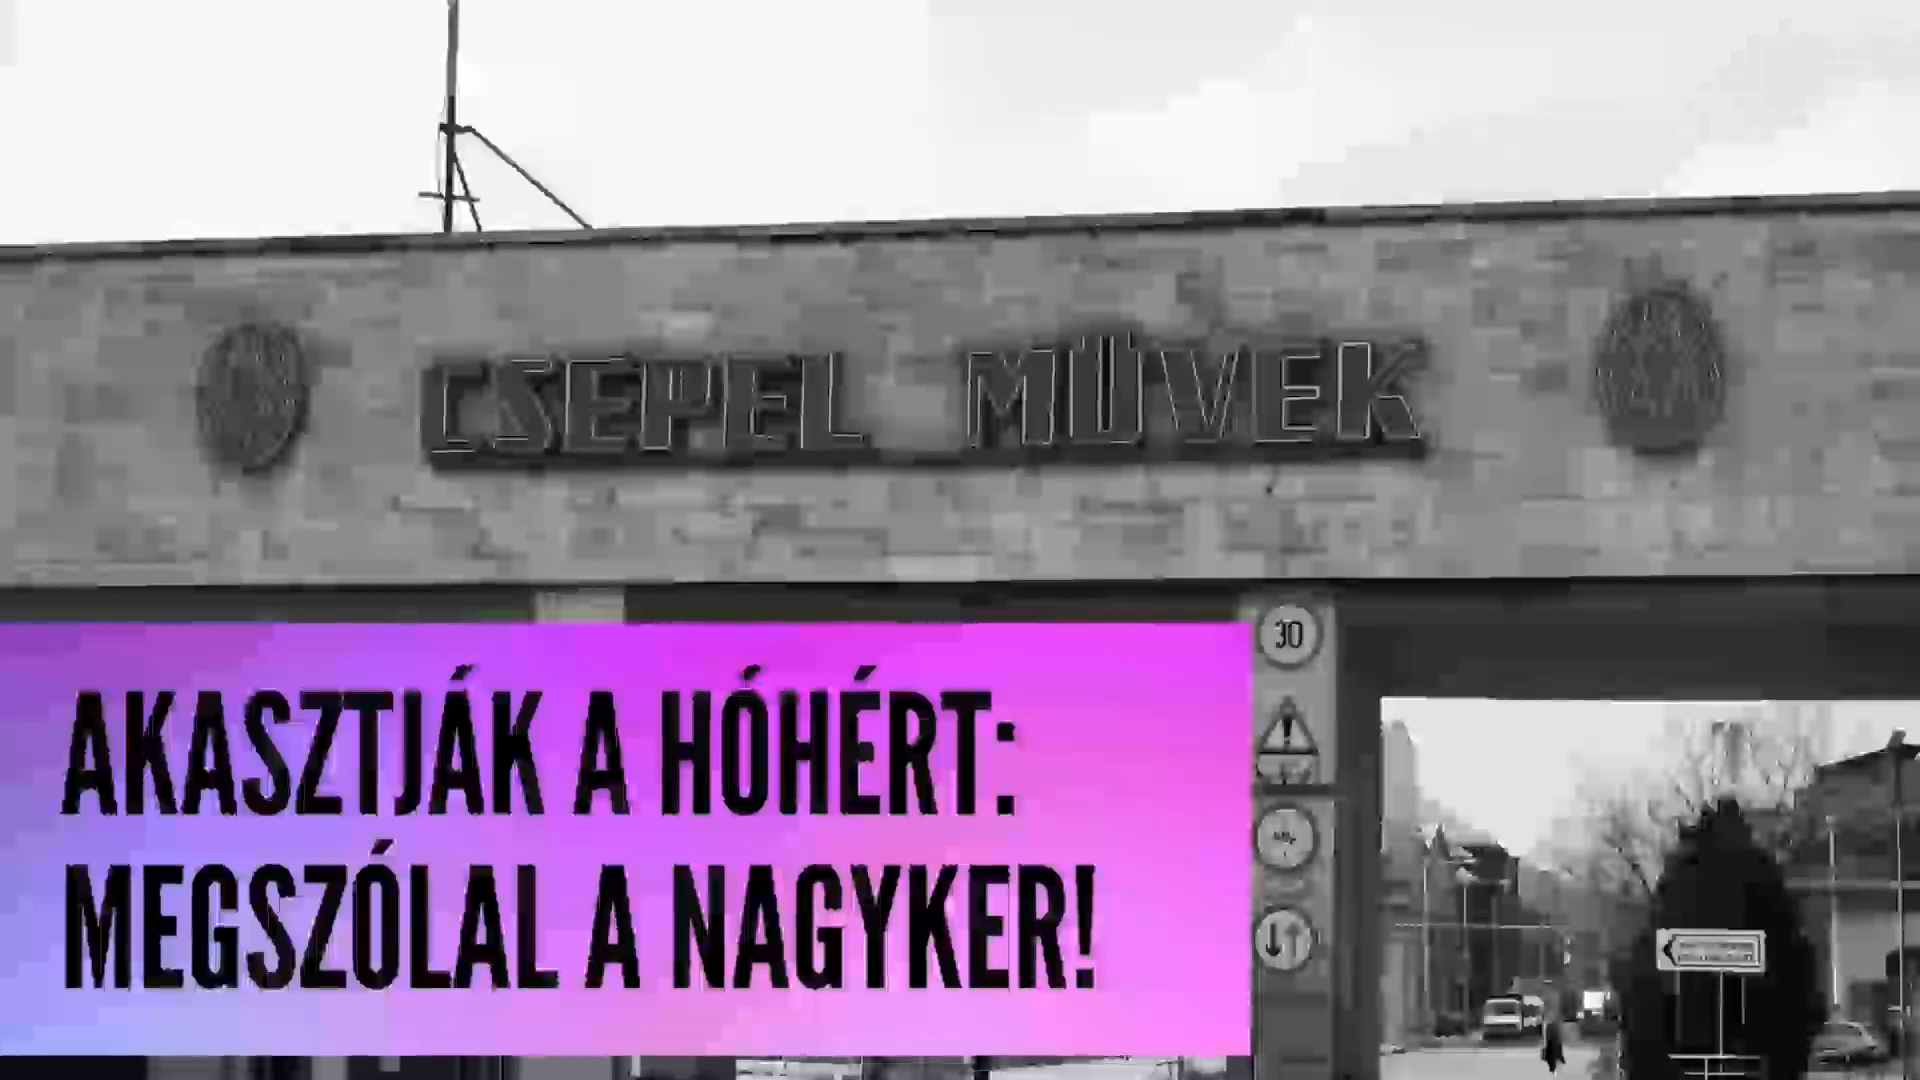 CSEPEL MŰVEK
30
AKASZTJÁK A HÓHÉRT:
MEGSZÓLAL A NAGYKER!